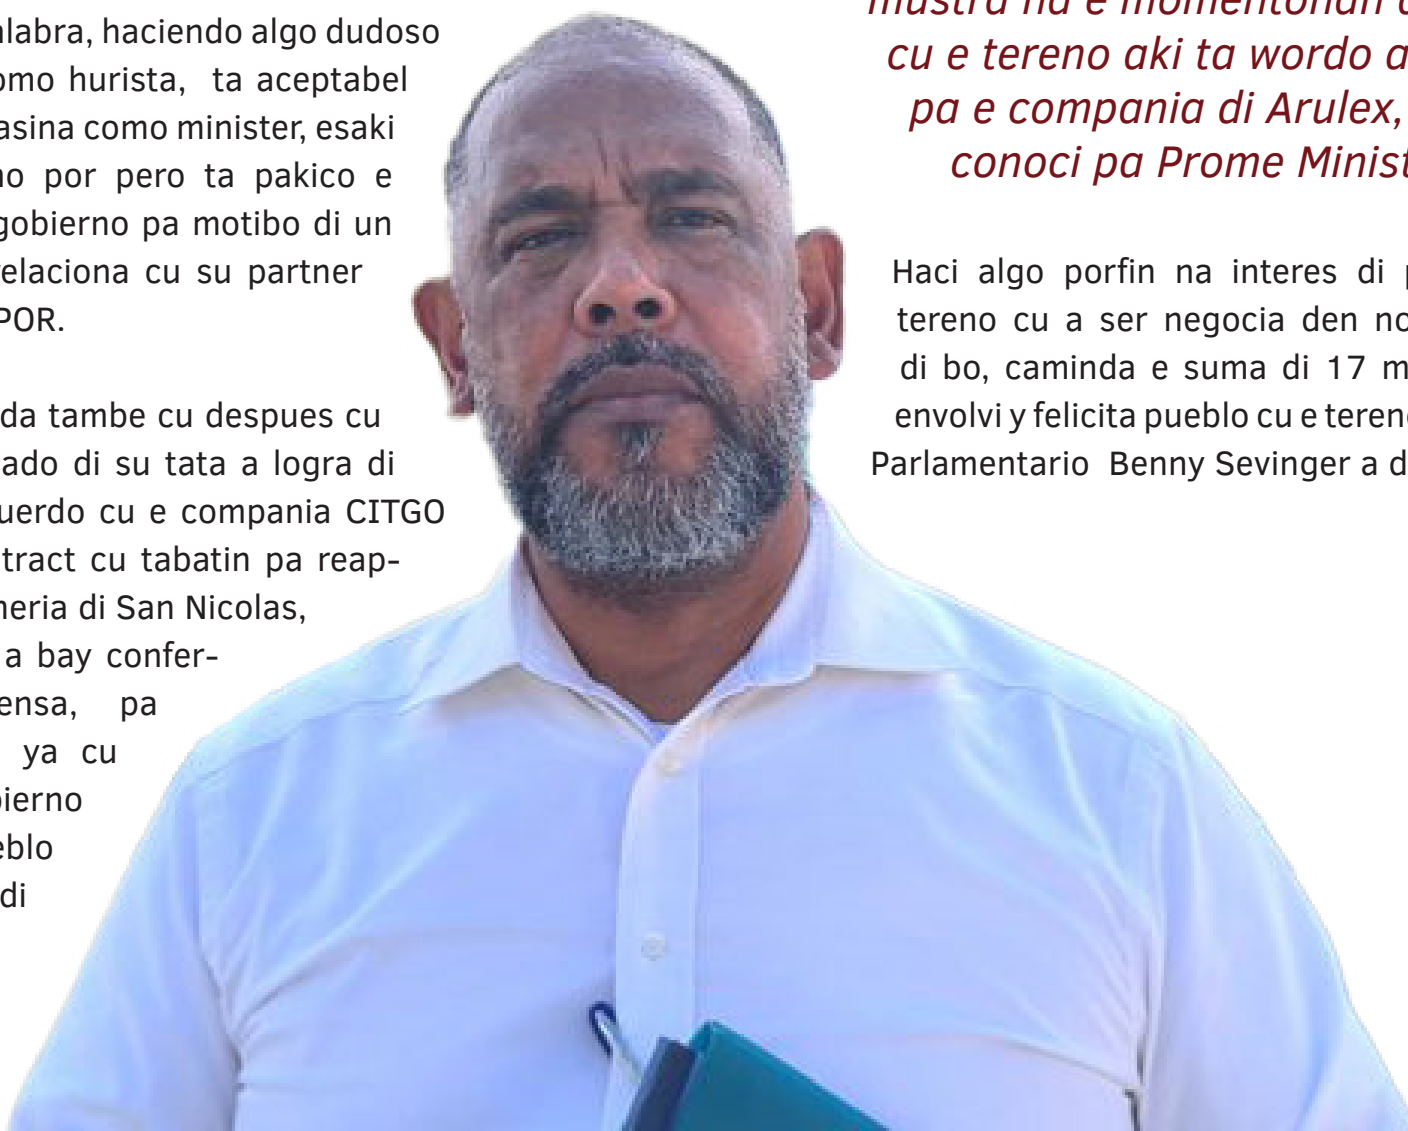 labra, haciendo algo dudoso
omo hurista, ta aceptabel
asina como minister, esaki
no por pero ta pakico e
gobierno pa motibo di un
elaciona cu su partner
POR.
da tambe cu despues cu
ado di su tata a logra di
uerdo cu e compania CITGO
tract cu tabatin pa reap-
neria di San Nicolas,
a bay confer-
ensa, pa
ya cu
bierno
eblo
di
mustra na e momentonan
cu e tereno aki ta wordo a
pa e compania di Arulex,
conoci pa Prome Minist
Haci algo porfin na interes di p
tereno cu a ser negocia den no
di bo, caminda e suma di 17 m
envolvi y felicita pueblo cu e teren
Parlamentario Benny Sevinger a d